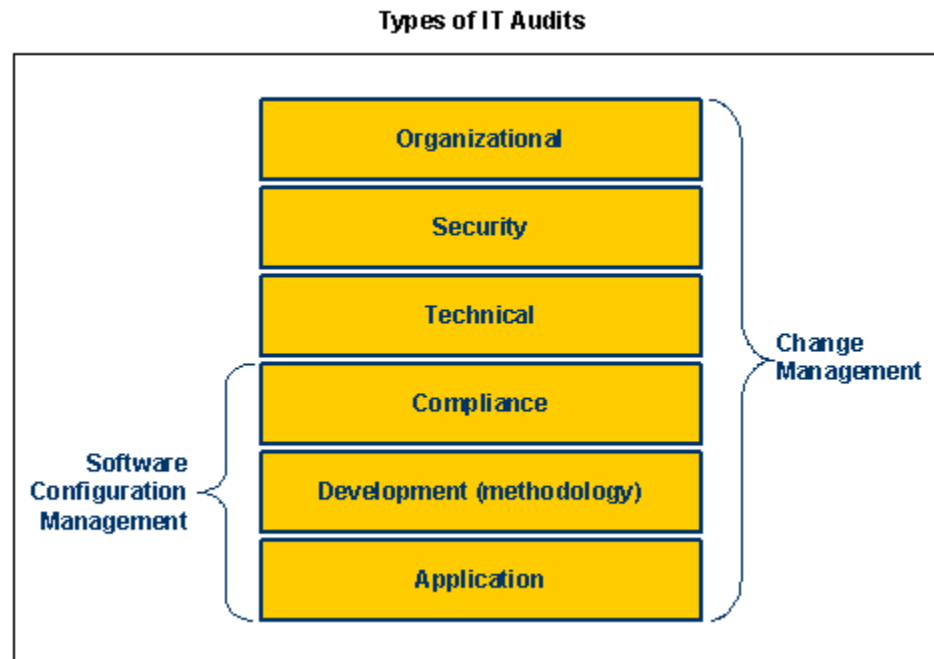 Types of IT Audits
Organizational
Security
Technical
Change
Management
Compliance
Software
Configuration
Management
Development (methodology)
Application